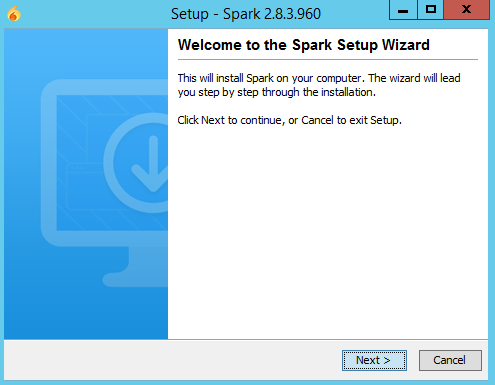 Setup - Spark 2.8.3.960
Welcome to the Spark Setup Wizard
This will install Spark on your computer. The wizard will lead
you step by step through the installation.
Click Next to continue, or Cancel to exit Setup.
Next >
Cancel